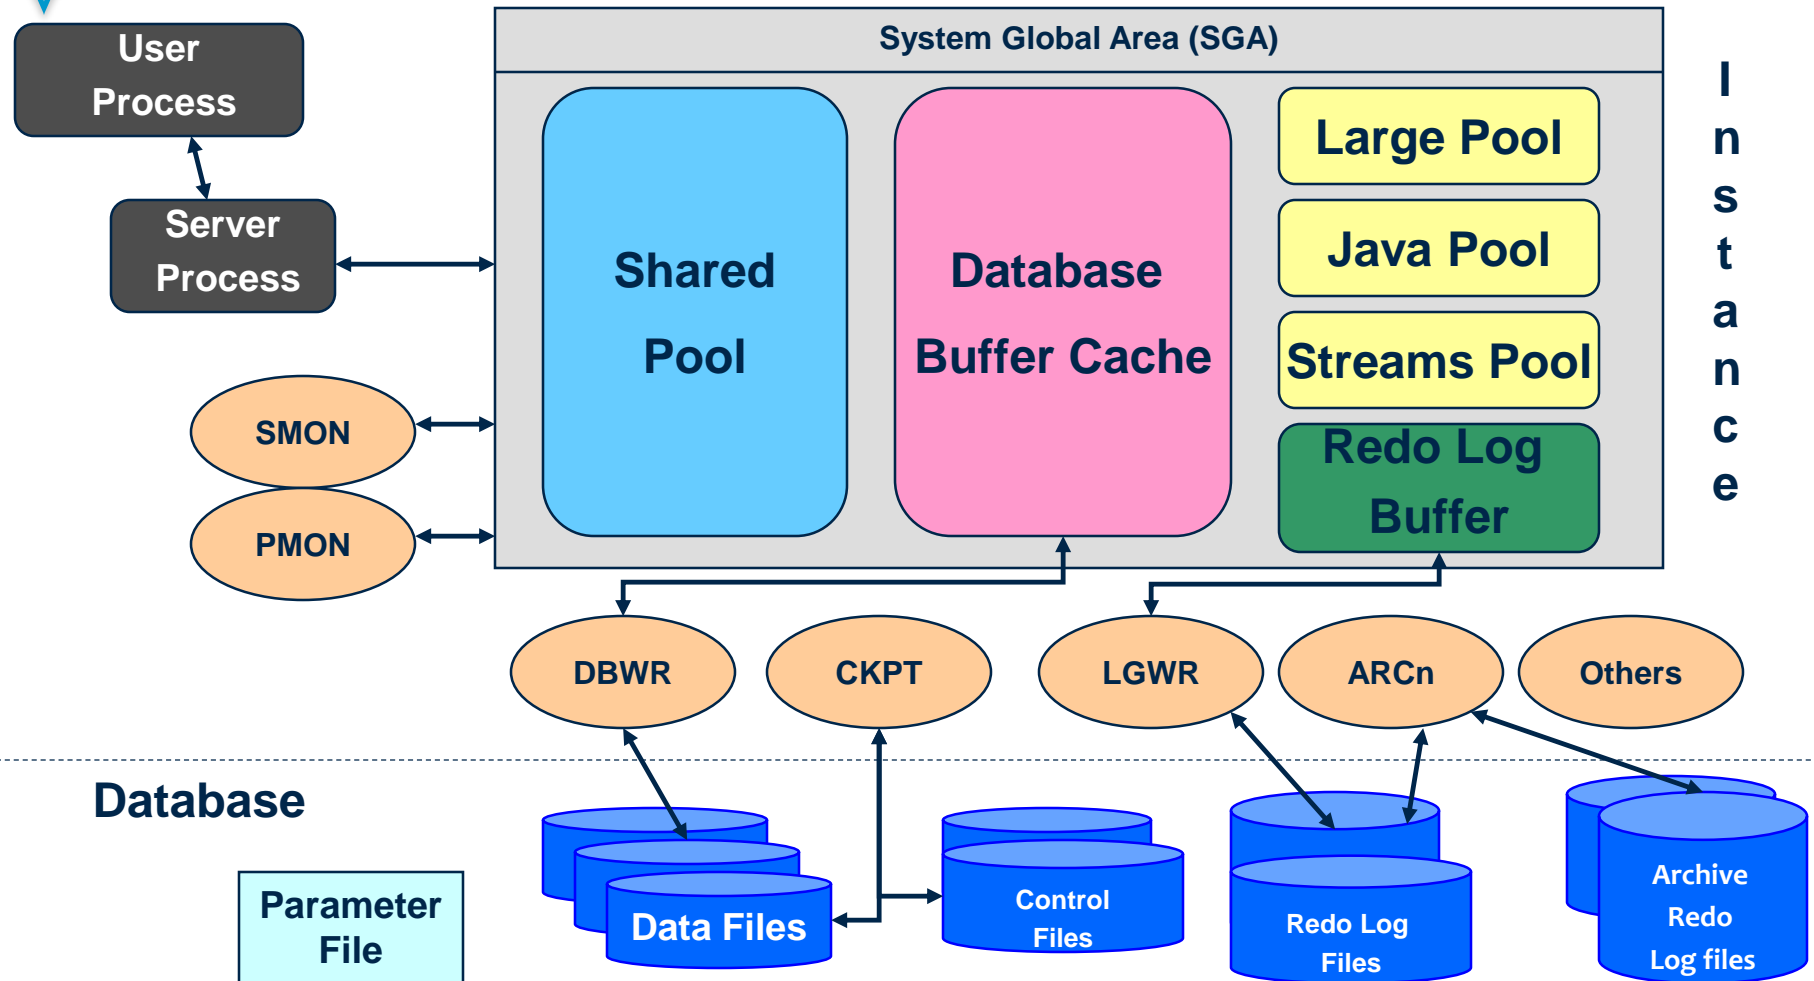 User
Process
Server
Process
System Global Area (SGA)
Shared
Pool
Database
Buffer Cache
Large Pool
Java Pool
Streams Pool
Redo Log
Buffer
I
n
s
t
a
n
c
e
SMON
PMON
DBWR
CKPT
LGWR
ARCn
Others
Database
Parameter
File
Data Files
Control
Files
Redo Log
Files
Archive
Redo
Log files